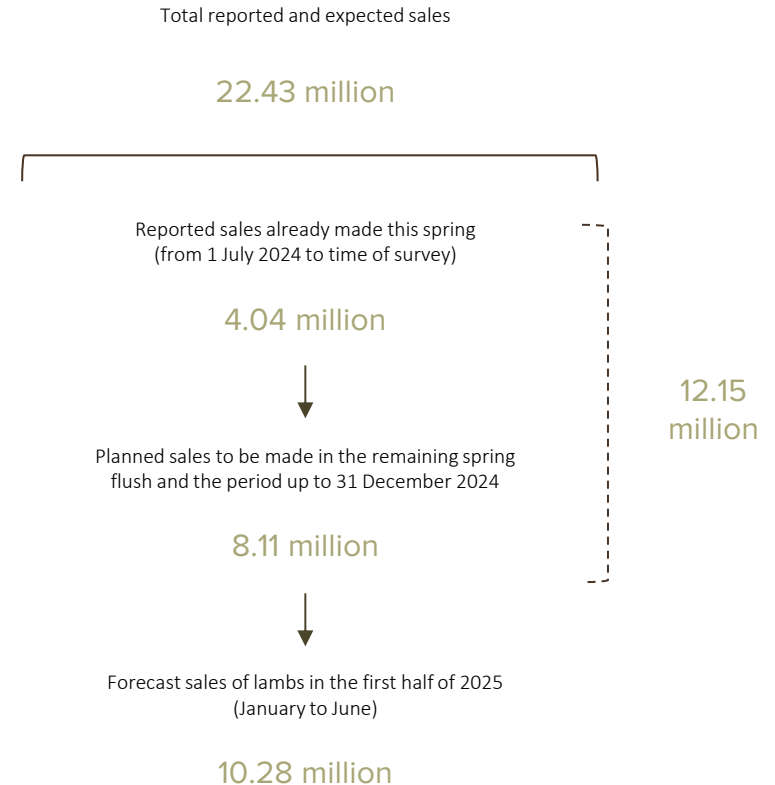 Total reported and expected sales
22.43 million
Reported sales already made this spring
(from 1 July 2024 to time of survey)
4.04 million
12.15
million
Planned sales to be made in the remaining spring
flush and the period up to 31 December 2024
8.11 million
Forecast sales of lambs in the first half of 2025
(January to June)
10.28 million